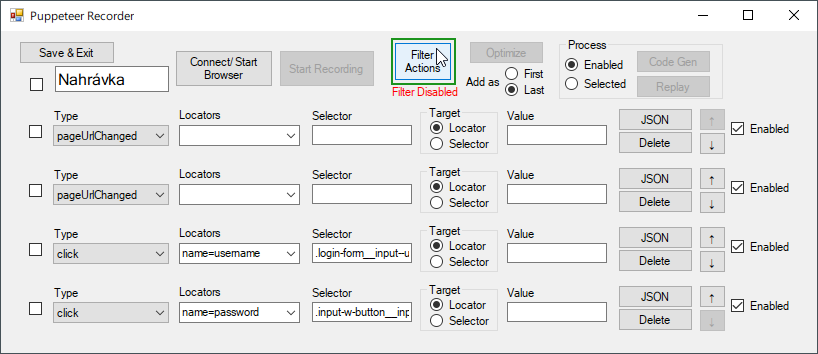 Puppeteer Recorder
Save & Exit
Nahrávka
Connect/ Start
Browser
Start Recording
Filter
Actions
Filter Disabled
Optimize
Add as
First
Last
Process
Enabled
Selected
Code Gen
Replay
Type
Locators
Selector
Target
Value
pageUrlChanged
Locator
Selector
JSON
↑
Delete
↓
Enabled
Type
Locators
Selector
Target
Value
pageUrlChanged
Locator
Selector
JSON
↑
Delete
↓
Enabled
Type
Locators
Selector
Target
Value
click
name=username
.login-form__input--u
Locator
Selector
JSON
↑
Delete
↓
Enabled
Type
Locators
Selector
Target
Value
click
name=password
.input-w-button__inp
Locator
Selector
JSON
↑
Delete
↓
Enabled